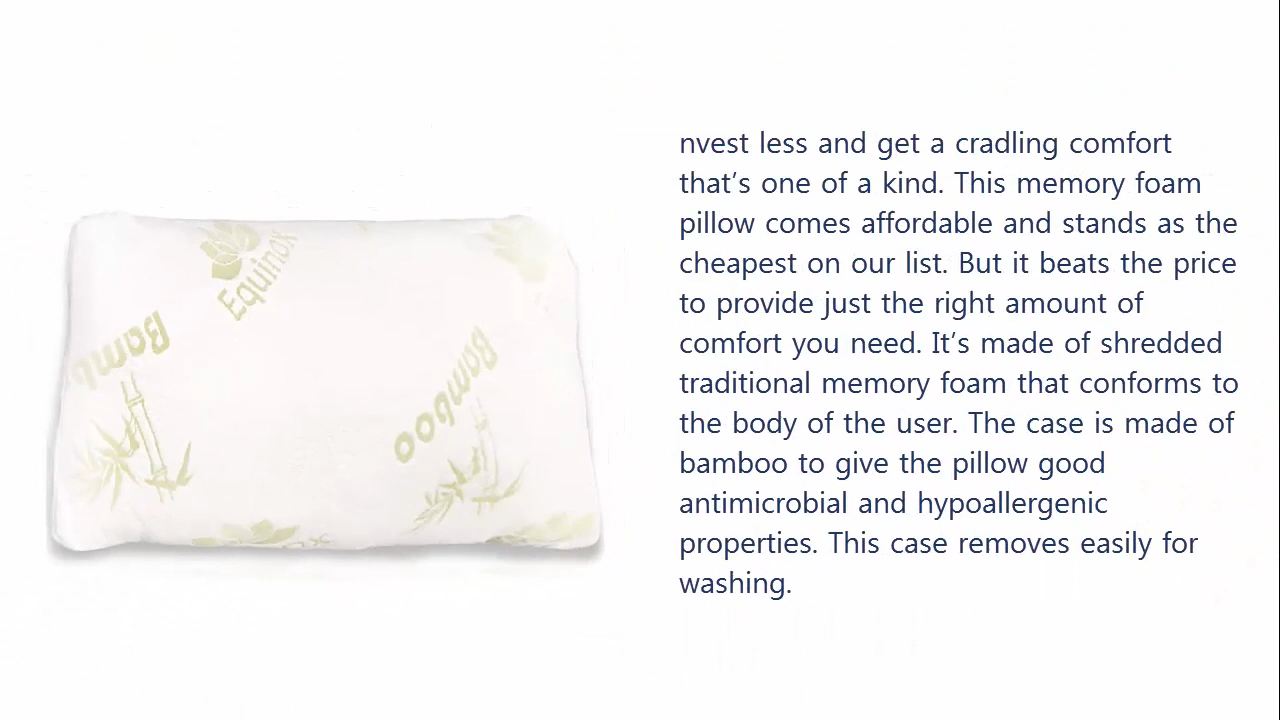 Equinox
Bamb
Bamboo
nvest less and get a cradling comfort
that's one of a kind. This memory foam
pillow comes affordable and stands as the
cheapest on our list. But it beats the price
to provide just the right amount of
comfort you need. It's made of shredded
traditional memory foam that conforms to
the body of the user. The case is made of
bamboo to give the pillow good
antimicrobial and hypoallergenic
properties. This case removes easily for
washing.